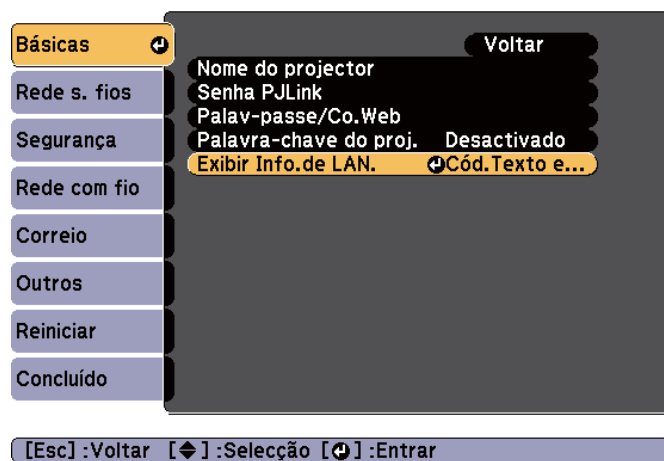 Básicas
Rede s. fios
Segurança
Rede com fio
Correio
Outros
Reiniciar
Concluído
Voltar
Nome do projector
Senha PJLink
Palav-passe/Co.Web
Palavra-chave do proj. Desactivado
Exibir Info.de LAN. Cód.Texto e...
[Esc] :Voltar [◆] :Selecção [↵] :Entrar